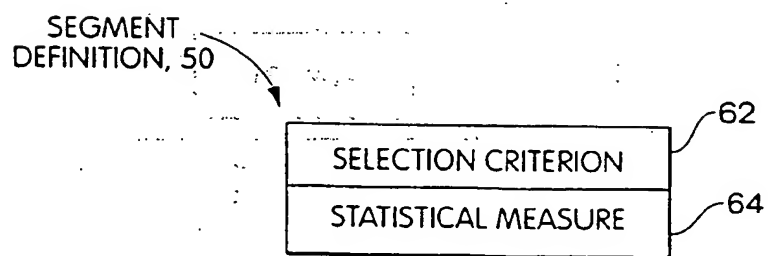 SEGMENT
DEFINITION, 50
62
SELECTION CRITERION
STATISTICAL MEASURE
64